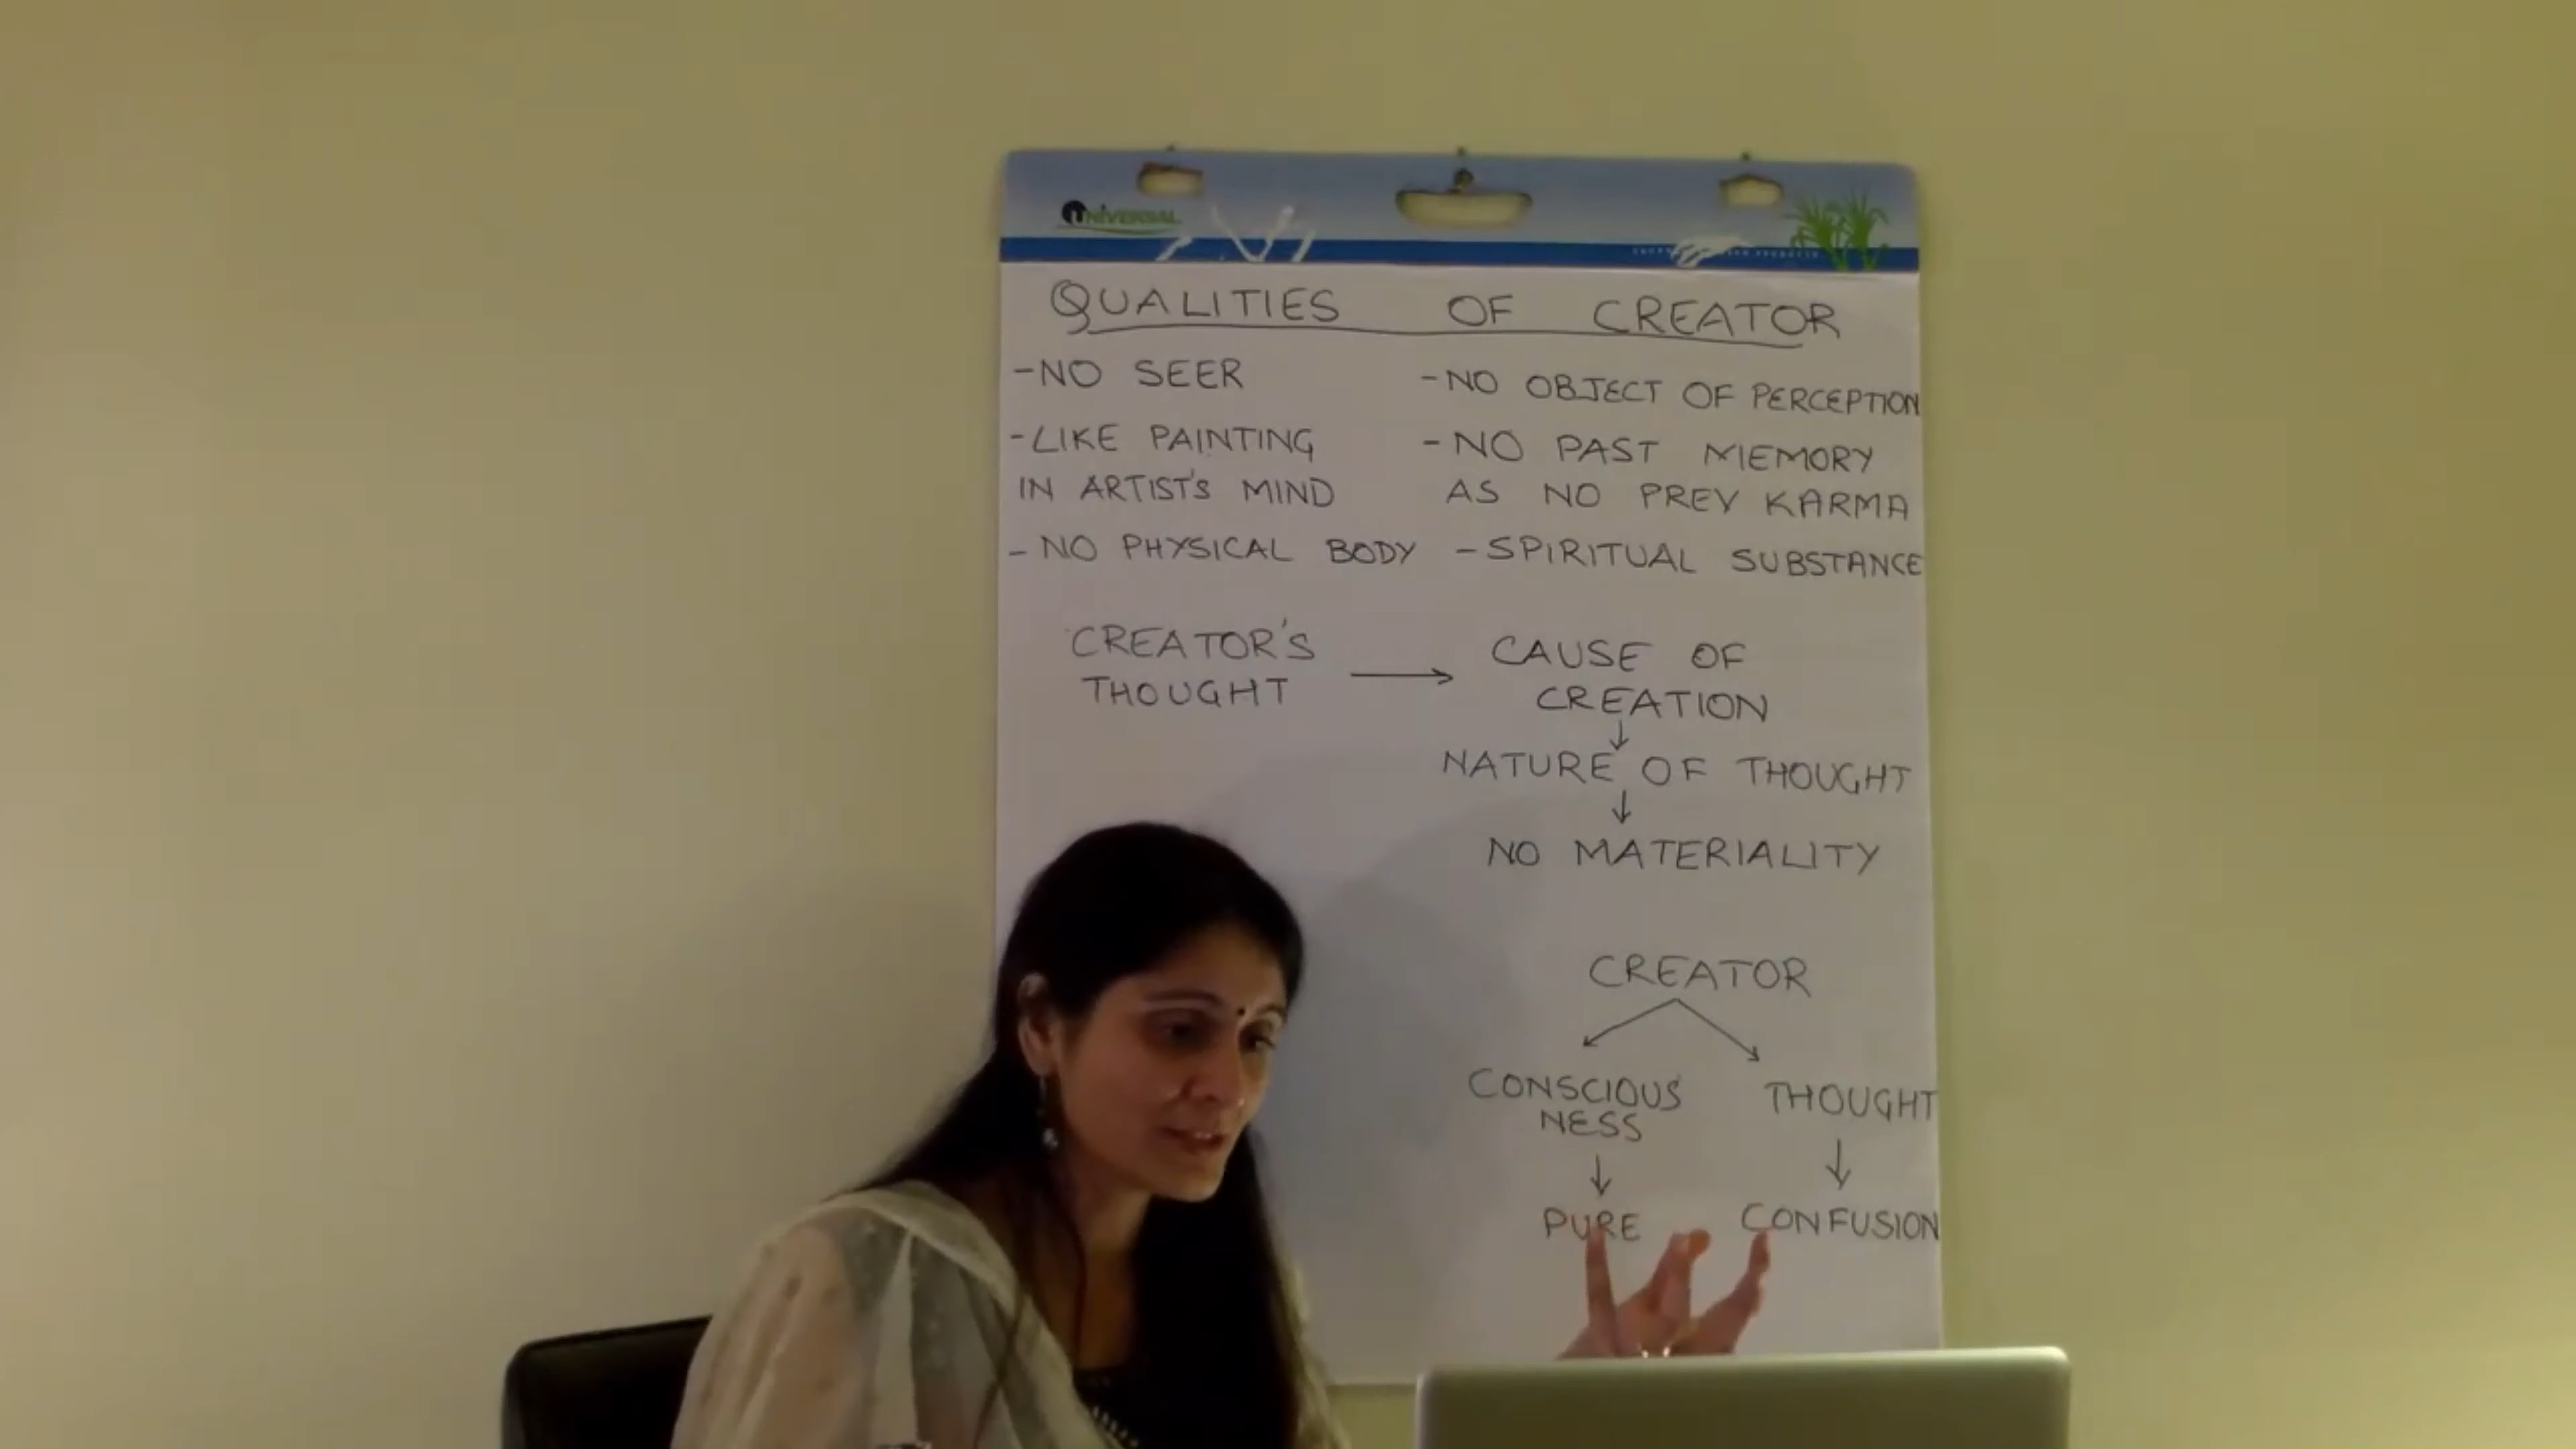 UNIVERSAL
QUALITIES OF CREATOR
-NO SEER
-NO OBJECT OF PERCEPTION
-LIKE PAINTING
IN ARTIST'S MIND
-NO PAST MEMORY
AS NO PREV KARMA
-NO PHYSICAL BODY
-SPIRITUAL SUBSTANCE
CREATOR'S
THOUGHT
CAUSE OF
CREATION
NATURE OF THOUGHT
NO MATERIALITY
CREATOR
CONSCIOUS
NESS
THOUGHT
PURE
CONFUSION